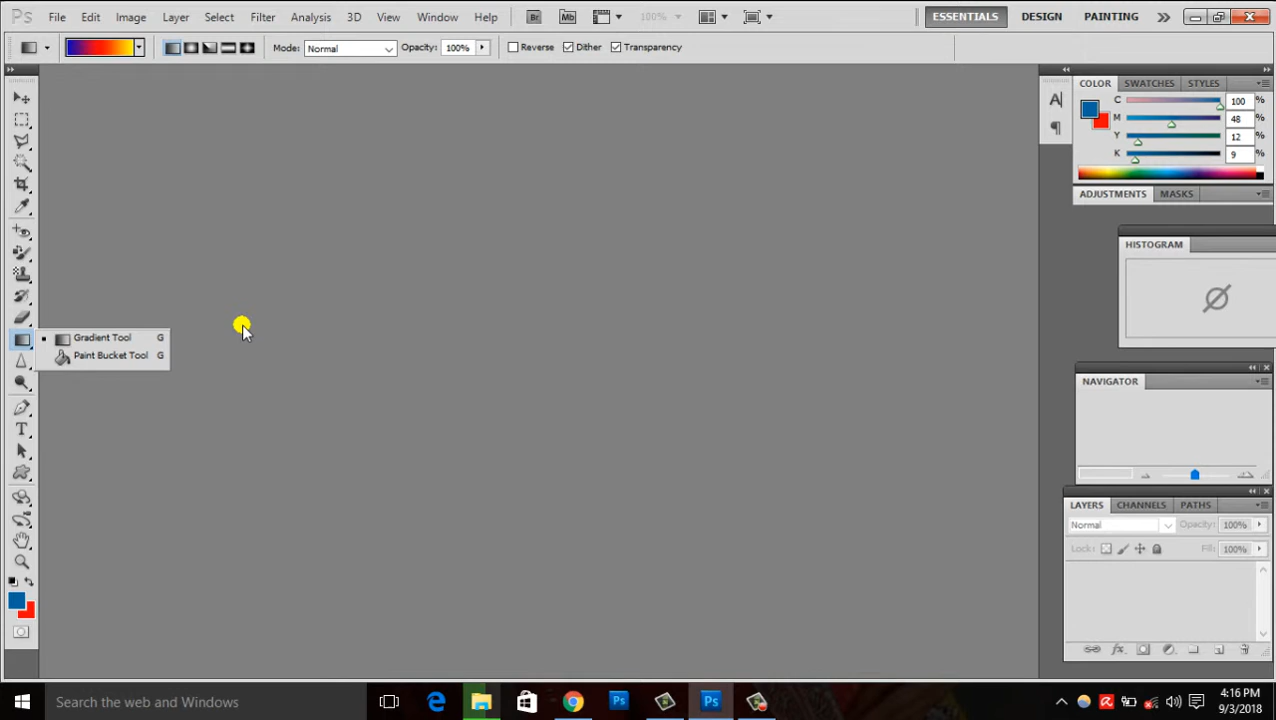 Ps File Edit Image Layer Select Filter Analysis 3D View Window Help Br Mb 100% ESSENTIALS DESIGN PAINTING
Mode: Normal Opacity: 100% Reverse Dither Transparency
COLOR SWATCHES STYLES
C 100 %
M 48 %
Y 12 %
K 9 %
ADJUSTMENTS MASKS
HISTOGRAM
Gradient Tool G
Paint Bucket Tool G
NAVIGATOR
LAYERS CHANNELS PATHS
Normal Opacity: 100%
Lock: Fill: 100%
Search the web and Windows
Ps Ps
4:16 PM
9/3/2018